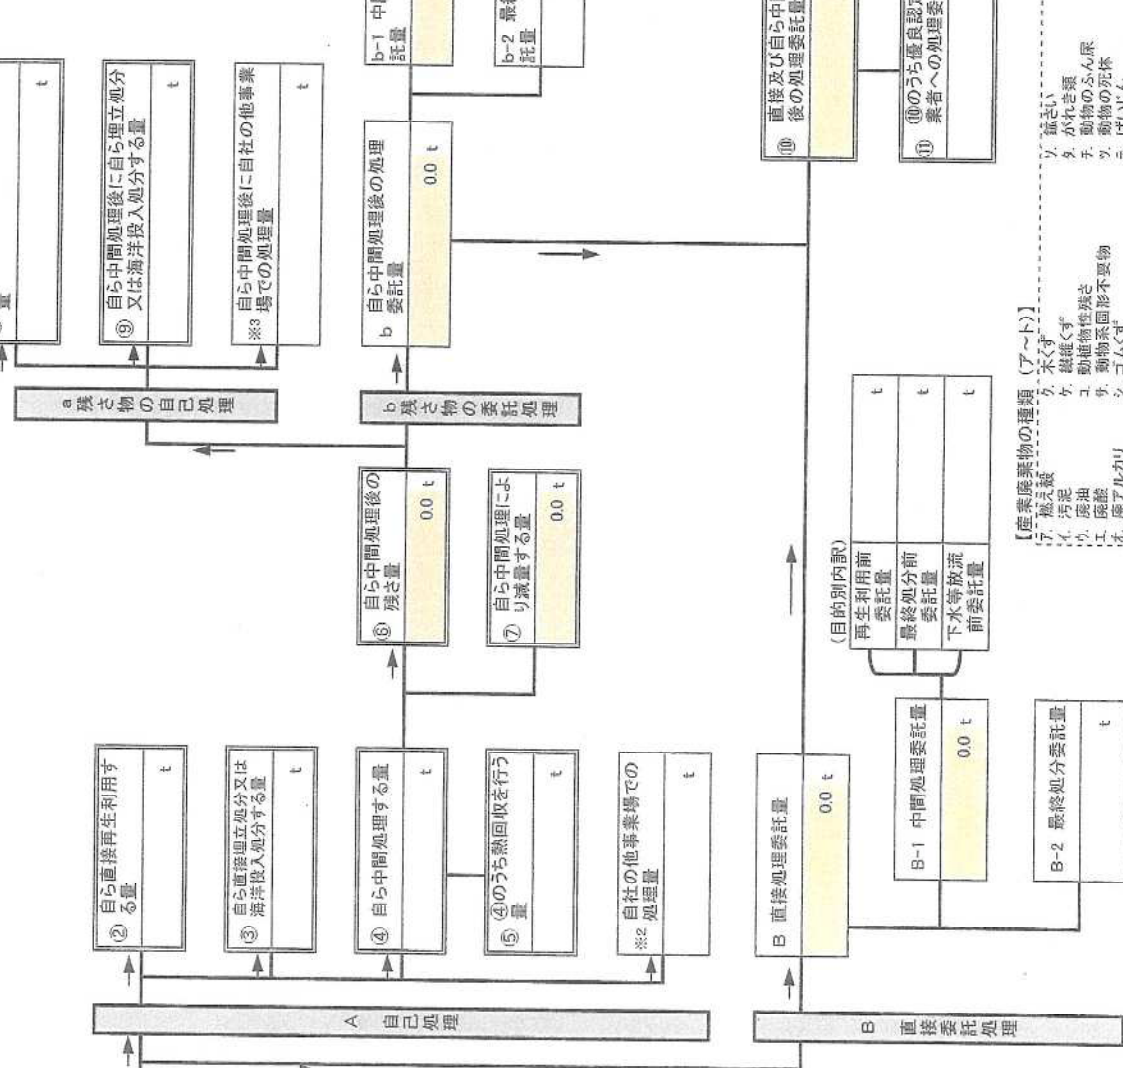 A 自己処理
② 自ら直接再生利用す
る量
t
③ 自ら直接埋立処分又は
海洋投入処分する量
t
④ 自ら中間処理する量
t
⑤ ④のうち熱回収を行う
量
t
※2 自社の他事業場での
処理量
t
B 直接委託処理
B 直接処理委託量
0.0 t
B-1 中間処理委託量
0.0 t
B-2 最終処分委託量
t
(目的別内訳)
再生利用前
委託量
t
最終処分前
委託量
t
下水等放流
前委託量
t
⑥ 自ら中間処理後の
残さ量
0.0 t
⑦ 自ら中間処理によ
り減量する量
0.0 t
a 残さ物の自己処理
量
t
⑨ 自ら中間処理後に自ら埋立処分
又は海洋投入処分する量
t
※3 自ら中間処理後に自社の他事業
場での処理量
t
b 残さ物の委託処理
b 自ら中間処理後の処理
委託量
0.0 t
b-1 中
託量
b-2 最
託量
⑩ 直接及び自ら中
後の処理委託量
⑪ ⑩のうち優良認定
業者への処理委
【産業廃棄物の種類(ア～ト)】
ア. 燃え殻
イ. 汚泥
ウ. 廃油
エ. 廃酸
オ. 廃アルカリ
ク. 木くず
ケ. 繊維くず
コ. 動植物性残さ
サ. 動物系固形不要物
シ. ゴムくず
ソ. 鉱さい
タ. がれき類
チ. 動物のふん尿
ツ. 動物の死体